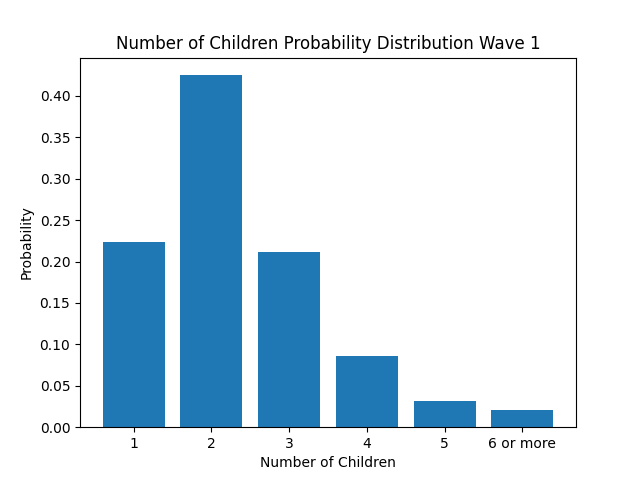 Number of Children Probability Distribution Wave 1
0.40
0.35
0.30
0.25
0.20
0.15
0.10
0.05
0.00
Probability
1 2 3 4 5 6 or more
Number of Children